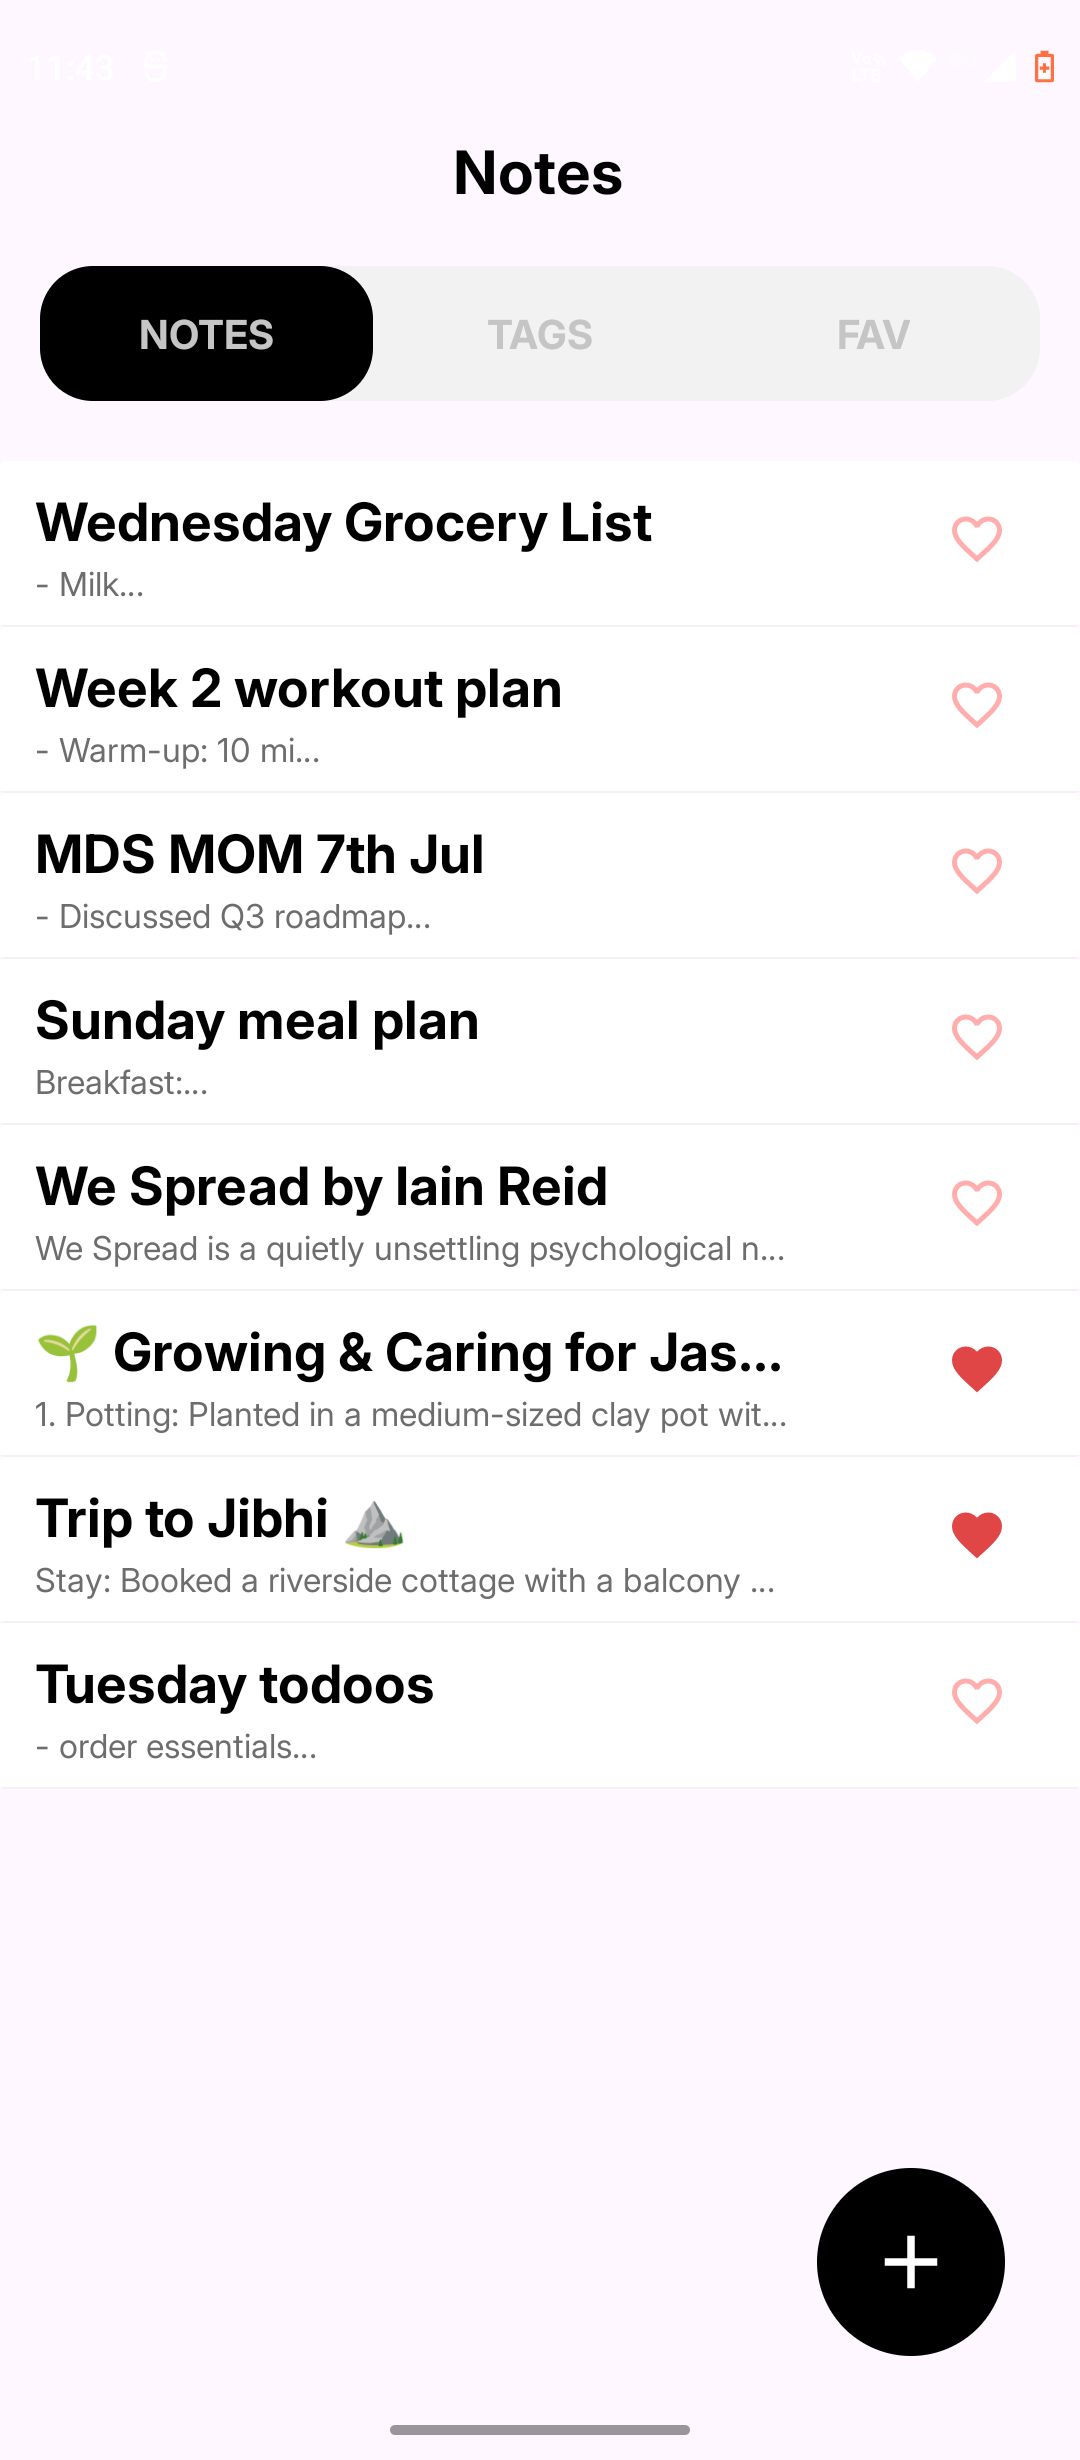 11:43
Notes
NOTES
TAGS
FAV
Wednesday Grocery List
- Milk...
Week 2 workout plan
- Warm-up: 10 mi...
MDS MOM 7th Jul
- Discussed Q3 roadmap...
Sunday meal plan
Breakfast:...
We Spread by Iain Reid
We Spread is a quietly unsettling psychological n...
🌱 Growing & Caring for Jas...
1. Potting: Planted in a medium-sized clay pot wit...
Trip to Jibhi ⛰️
Stay: Booked a riverside cottage with a balcony ...
Tuesday todoos
- order essentials...